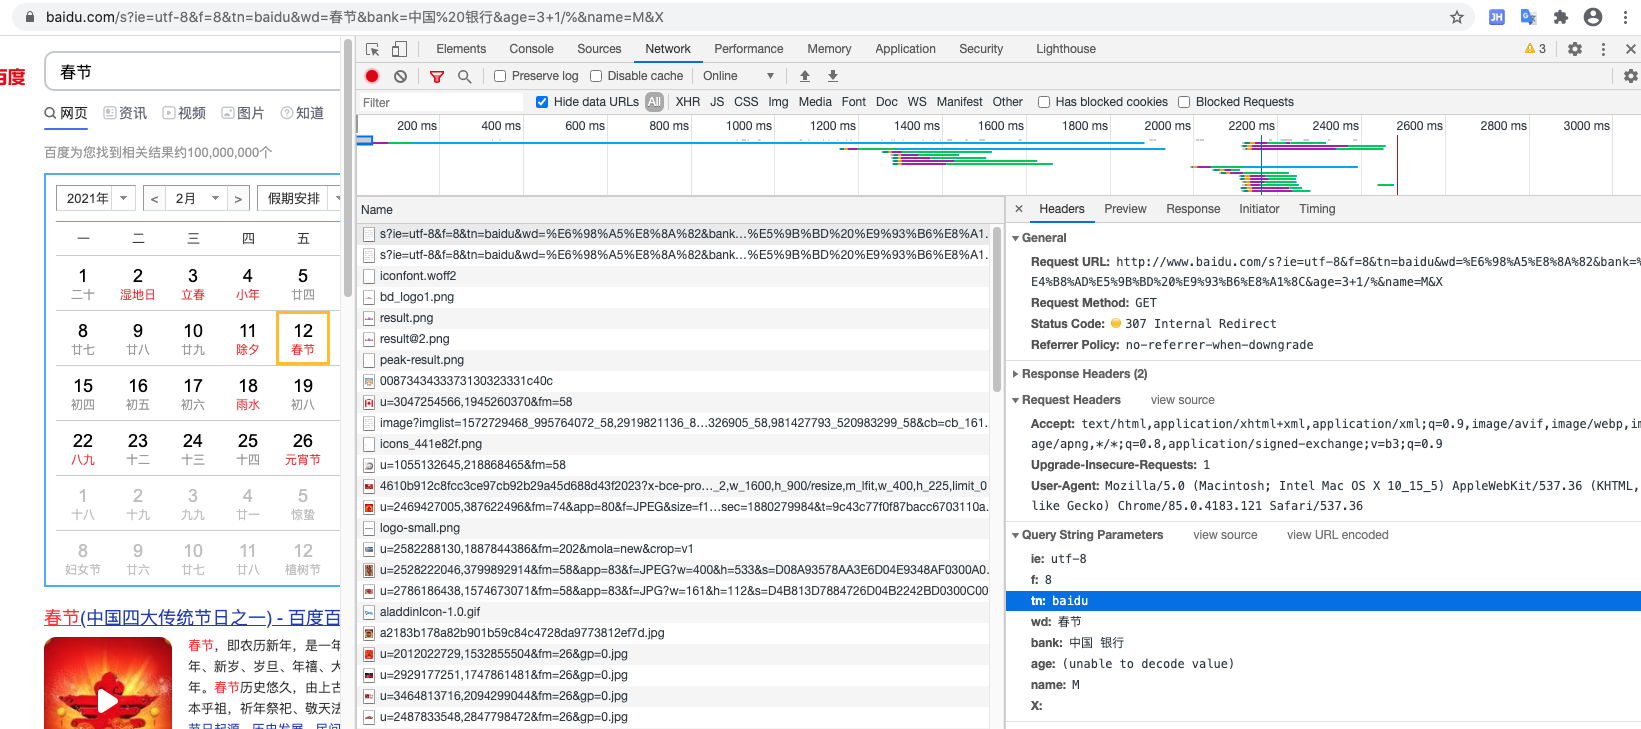 baidu.com/s?ie=utf-8&f=8&tn=baidu&wd=春节&bank=中国%20银行&age=3+1/%&name=M&X
JH
百度
春节
网页 资讯 视频 图片 知道
百度为您找到相关结果约100,000,000个
2021年 < 2月 > 假期安排
一 二 三 四 五
1 2 3 4 5
二十 湿地日 立春 小年 廿四
8 9 10 11 12
廿七 廿八 廿九 除夕 春节
15 16 17 18 19
初四 初五 初六 雨水 初八
22 23 24 25 26
八九 十二 十三 十四 元宵节
1 2 3 4 5
十八 十九 九九 廿一 惊蛰
8 9 10 11 12
妇女节 廿六 廿七 廿八 植树节
春节(中国四大传统节日之一) - 百度百
春节，即农历新年，是一年
年、新岁、岁旦、年禧、大
年。春节历史悠久，由上古
本乎祖，祈年祭祀、敬天法
节日起源 历史发展 民间
Elements Console Sources Network Performance Memory Application Security Lighthouse 3
Preserve log Disable cache Online
Filter Hide data URLs All XHR JS CSS Img Media Font Doc WS Manifest Other Has blocked cookies Blocked Requests
200 ms 400 ms 600 ms 800 ms 1000 ms 1200 ms 1400 ms 1600 ms 1800 ms 2000 ms 2200 ms 2400 ms 2600 ms 2800 ms 3000 ms
Name
s?ie=utf-8&f=8&tn=baidu&wd=%E6%98%A5%E8%8A%82&bank…%E5%9B%BD%20%E9%93%B6%E8%A1.
s?ie=utf-8&f=8&tn=baidu&wd=%E6%98%A5%E8%8A%82&bank…%E5%9B%BD%20%E9%93%B6%E8%A1.
iconfont.woff2
bd_logo1.png
result.png
result@2.png
peak-result.png
0087343433373130323331c40c
u=3047254566,1945260370&fm=58
image?imglist=1572729468_995764072_58,2919821136_8…326905_58,981427793_520983299_58&cb=cb_161.
icons_441e82f.png
u=1055132645,218868465&fm=58
4610b912c8fcc3ce97cb92b29a45d688d43f2023?x-bce-pro…_2,w_1600,h_900/resize,m_lfit,w_400,h_225,limit_0
u=2469427005,387622496&fm=74&app=80&f=JPEG&size=f1…sec=1880279984&t=9c43c77f0f87bacc6703110a.
logo-small.png
u=2582288130,1887844386&fm=202&mola=new&crop=v1
u=2528222046,3799892914&fm=58&app=83&f=JPEG?w=400&h=533&s=D08A93578AA3E6D04E9348AF0300A0.
u=2786186438,1574673071&fm=58&app=83&f=JPG?w=161&h=112&s=D4B813D7884726D04B2242BD0300C00
aladdinIcon-1.0.gif
a2183b178a82b901b59c84c4728da9773812ef7d.jpg
u=2012022729,1532855504&fm=26&gp=0.jpg
u=2929177251,1747861481&fm=26&gp=0.jpg
u=3464813716,2094299044&fm=26&gp=0.jpg
u=2487833548,2847798472&fm=26&gp=0.jpg
× Headers Preview Response Initiator Timing
General
Request URL: http://www.baidu.com/s?ie=utf-8&f=8&tn=baidu&wd=%E6%98%A5%E8%8A%82&bank=%
E4%B8%AD%E5%9B%BD%20%E9%93%B6%E8%A1%8C&age=3+1/%&name=M&X
Request Method: GET
Status Code: 307 Internal Redirect
Referrer Policy: no-referrer-when-downgrade
Response Headers (2)
Request Headers view source
Accept: text/html,application/xhtml+xml,application/xml;q=0.9,image/avif,image/webp,im
age/apng,*/*;q=0.8,application/signed-exchange;v=b3;q=0.9
Upgrade-Insecure-Requests: 1
User-Agent: Mozilla/5.0 (Macintosh; Intel Mac OS X 10_15_5) AppleWebKit/537.36 (KHTML,
like Gecko) Chrome/85.0.4183.121 Safari/537.36
Query String Parameters view source view URL encoded
ie: utf-8
f: 8
tn: baidu
wd: 春节
bank: 中国 银行
age: (unable to decode value)
name: M
X: